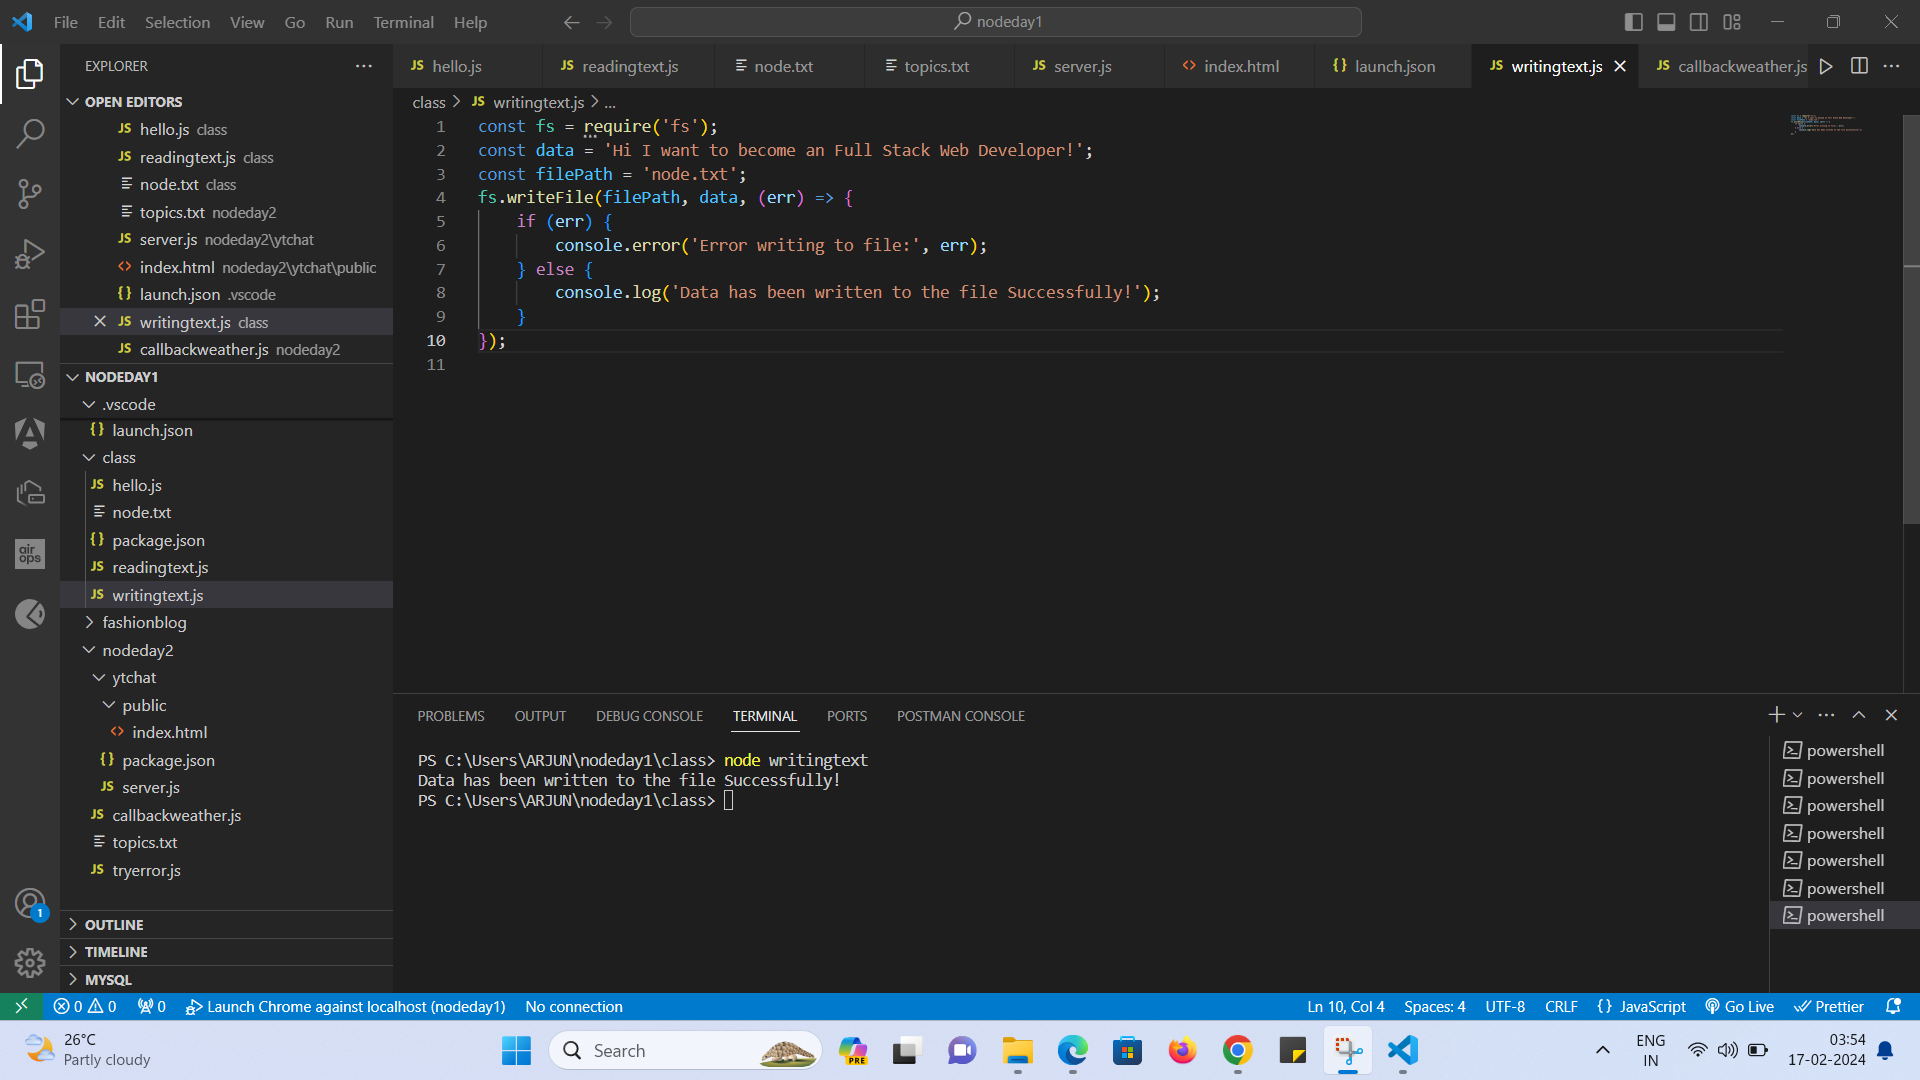 File Edit Selection View Go Run Terminal Help
nodeday1
EXPLORER
OPEN EDITORS
JS hello.js class
JS readingtext.js class
node.txt class
topics.txt nodeday2
JS server.js nodeday2\ytchat
<> index.html nodeday2\ytchat\public
{} launch.json .vscode
JS writingtext.js class
JS callbackweather.js nodeday2
NODEDAY1
.vscode
{} launch.json
class
JS hello.js
node.txt
{} package.json
JS readingtext.js
JS writingtext.js
fashionblog
nodeday2
ytchat
public
<> index.html
{} package.json
JS server.js
JS callbackweather.js
topics.txt
JS tryerror.js
OUTLINE
TIMELINE
MYSQL
air ops
1
JS hello.js JS readingtext.js node.txt topics.txt JS server.js <> index.html {} launch.json JS writingtext.js JS callbackweather.js
class > JS writingtext.js > ...
1 const fs = require('fs');
2 const data = 'Hi I want to become an Full Stack Web Developer!';
3 const filePath = 'node.txt';
4 fs.writeFile(filePath, data, (err) => {
5 if (err) {
6 console.error('Error writing to file:', err);
7 } else {
8 console.log('Data has been written to the file Successfully!');
9 }
10 });
11
PROBLEMS OUTPUT DEBUG CONSOLE TERMINAL PORTS POSTMAN CONSOLE
PS C:\Users\ARJUN\nodeday1\class> node writingtext
Data has been written to the file Successfully!
PS C:\Users\ARJUN\nodeday1\class>
powershell
powershell
powershell
powershell
powershell
powershell
powershell
0 0 0 Launch Chrome against localhost (nodeday1) No connection Ln 10, Col 4 Spaces: 4 UTF-8 CRLF {} JavaScript Go Live Prettier
26°C
Partly cloudy
Search
PRE
ENG
IN
03:54
17-02-2024